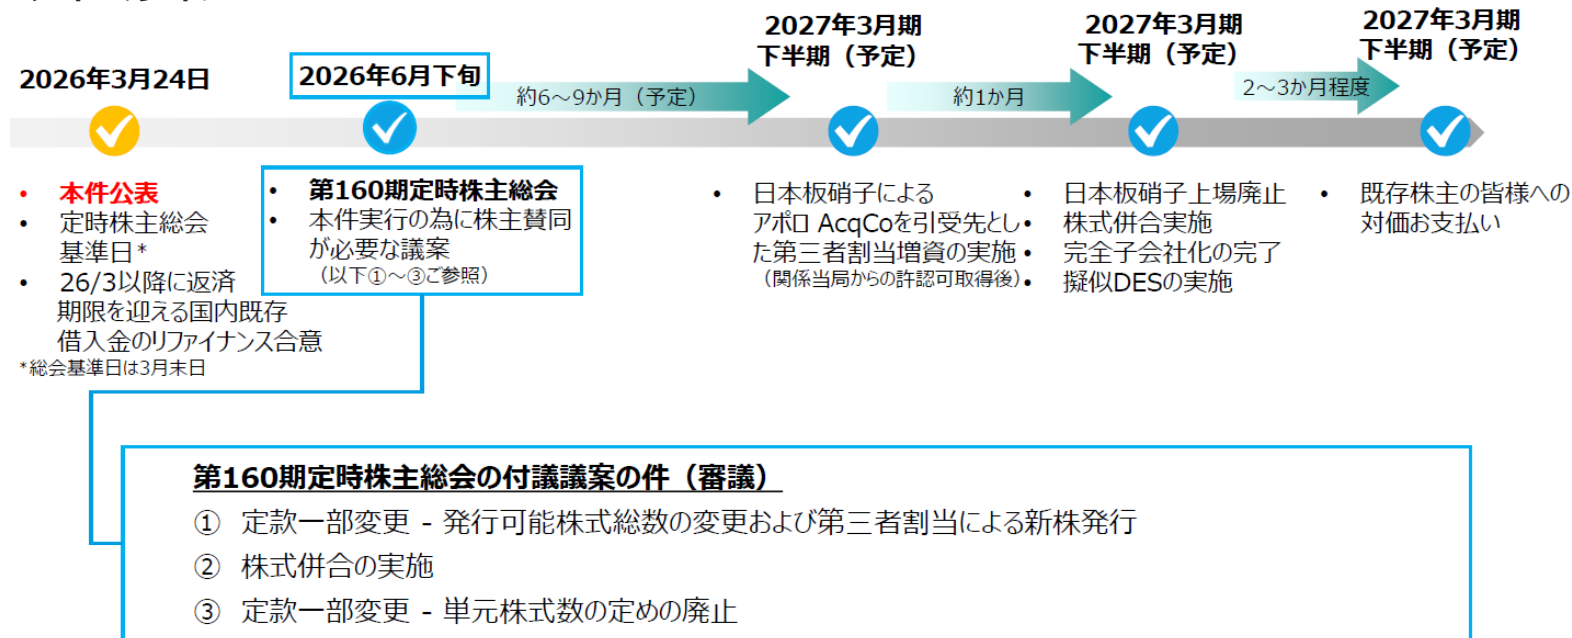 2026年3月24日
2026年6月下旬
約6～9か月（予定）
2027年3月期
下半期（予定）
約1か月
2027年3月期
下半期（予定）
2～3か月程度
2027年3月期
下半期（予定）
• 本件公表
• 定時株主総会
基準日*
• 26/3以降に返済
期限を迎える国内既存
借入金のリファイナンス合意
*総会基準日は3月末日
• 第160期定時株主総会
• 本件実行の為に株主賛同
が必要な議案
（以下①～③ご参照）
• 日本板硝子による
アポロ AcqCoを引受先とし
た第三者割当増資の実施
（関係当局からの許認可取得後）
• 日本板硝子上場廃止
• 株式併合実施
• 完全子会社化の完了
• 擬似DESの実施
• 既存株主の皆様への
対価お支払い
第160期定時株主総会の付議議案の件（審議）
① 定款一部変更 - 発行可能株式総数の変更および第三者割当による新株発行
② 株式併合の実施
③ 定款一部変更 - 単元株式数の定めの廃止